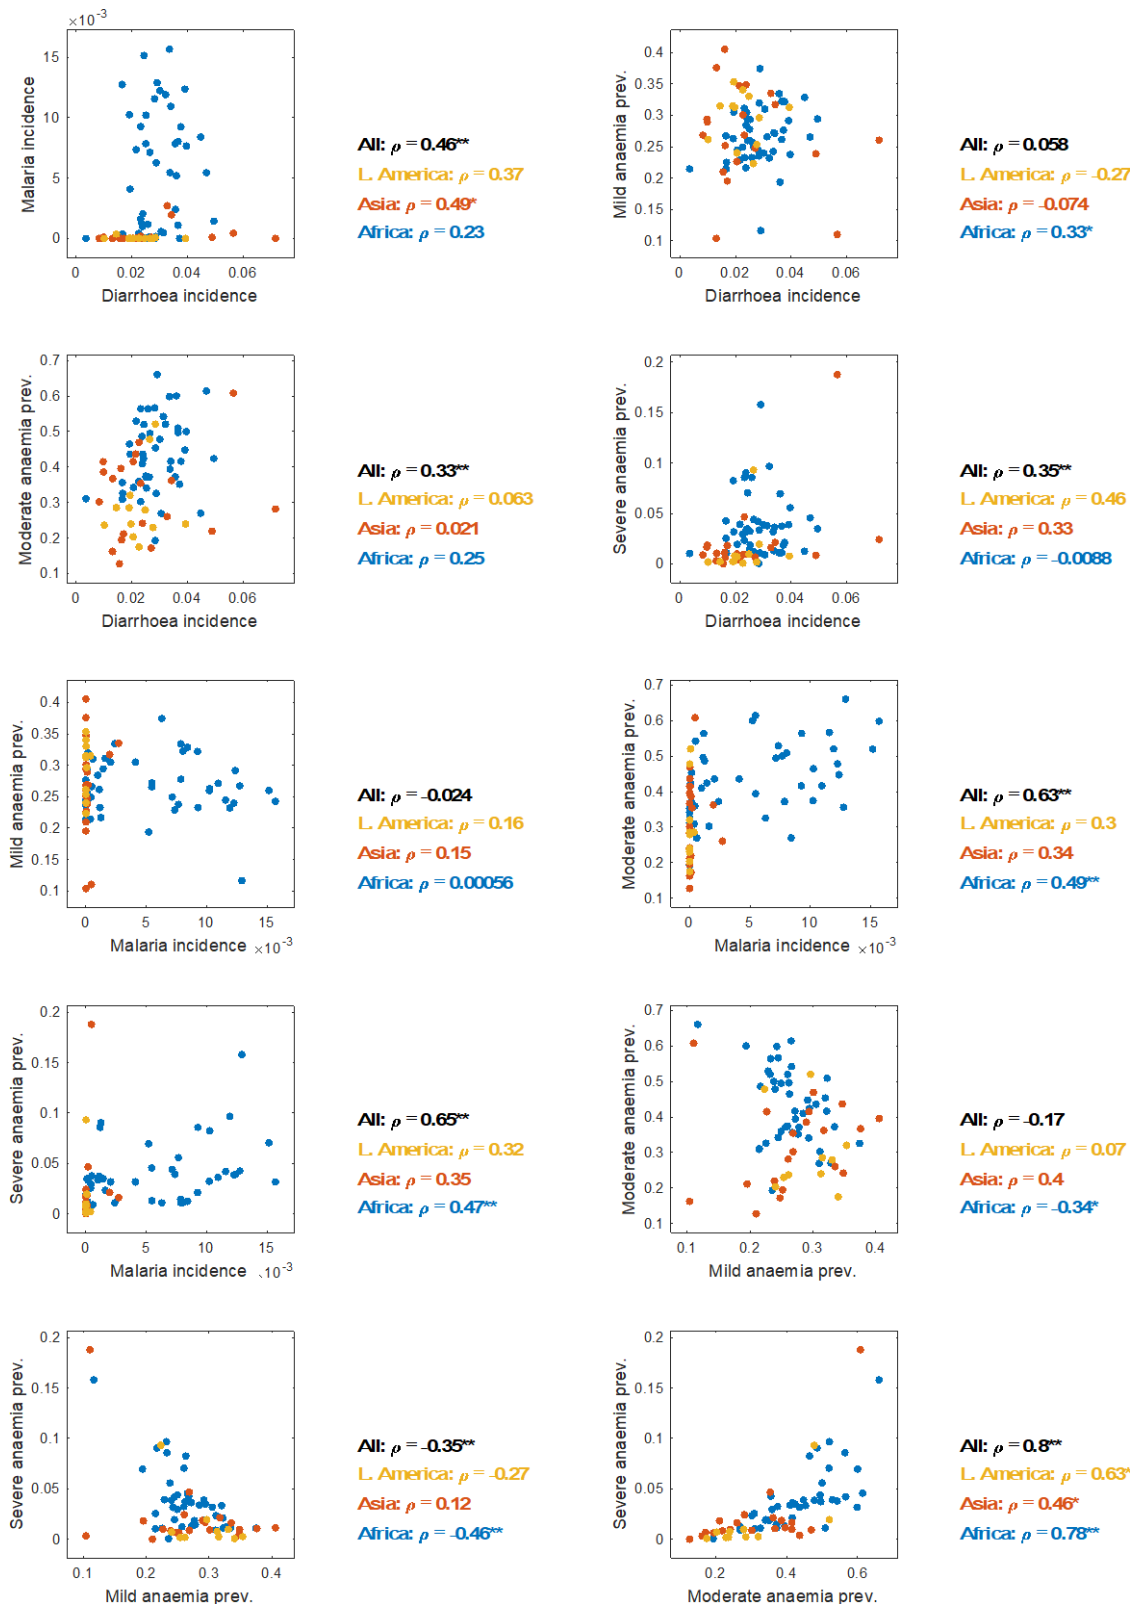 ×10-3
15
10
5
0
Malaria incidence
0 0.02 0.04 0.06
Diarrhoea incidence
All: ρ = 0.46**
L. America: ρ = 0.37
Asia: ρ = 0.49*
Africa: ρ = 0.23
0.4
0.3
0.2
0.1
Mild anaemia prev.
0 0.02 0.04 0.06
Diarrhoea incidence
All: ρ = 0.058
L. America: ρ = -0.27
Asia: ρ = -0.074
Africa: ρ = 0.33*
0.7
0.6
0.5
0.4
0.3
0.2
0.1
Moderate anaemia prev.
0 0.02 0.04 0.06
Diarrhoea incidence
All: ρ = 0.33**
L. America: ρ = 0.063
Asia: ρ = 0.021
Africa: ρ = 0.25
0.2
0.15
0.1
0.05
0
Severe anaemia prev.
0 0.02 0.04 0.06
Diarrhoea incidence
All: ρ = 0.35**
L. America: ρ = 0.46
Asia: ρ = 0.33
Africa: ρ = -0.0088
0.4
0.35
0.3
0.25
0.2
0.15
0.1
Mild anaemia prev.
0 5 10 15
Malaria incidence ×10-3
All: ρ = -0.024
L. America: ρ = 0.16
Asia: ρ = 0.15
Africa: ρ = 0.00056
0.7
0.6
0.5
0.4
0.3
0.2
0.1
Moderate anaemia prev.
0 5 10 15
Malaria incidence ×10-3
All: ρ = 0.63**
L. America: ρ = 0.3
Asia: ρ = 0.34
Africa: ρ = 0.49**
0.2
0.15
0.1
0.05
0
Severe anaemia prev.
0 5 10 15
Malaria incidence ×10-3
All: ρ = 0.65**
L. America: ρ = 0.32
Asia: ρ = 0.35
Africa: ρ = 0.47**
0.7
0.6
0.5
0.4
0.3
0.2
0.1
Moderate anaemia prev.
0.1 0.2 0.3 0.4
Mild anaemia prev.
All: ρ = -0.17
L. America: ρ = 0.07
Asia: ρ = 0.4
Africa: ρ = -0.34*
0.2
0.15
0.1
0.05
0
Severe anaemia prev.
0.1 0.2 0.3 0.4
Mild anaemia prev.
All: ρ = -0.35**
L. America: ρ = -0.27
Asia: ρ = 0.12
Africa: ρ = -0.46**
0.2
0.15
0.1
0.05
0
Severe anaemia prev.
0.2 0.4 0.6
Moderate anaemia prev.
All: ρ = 0.8**
L. America: ρ = 0.63*
Asia: ρ = 0.46*
Africa: ρ = 0.78**